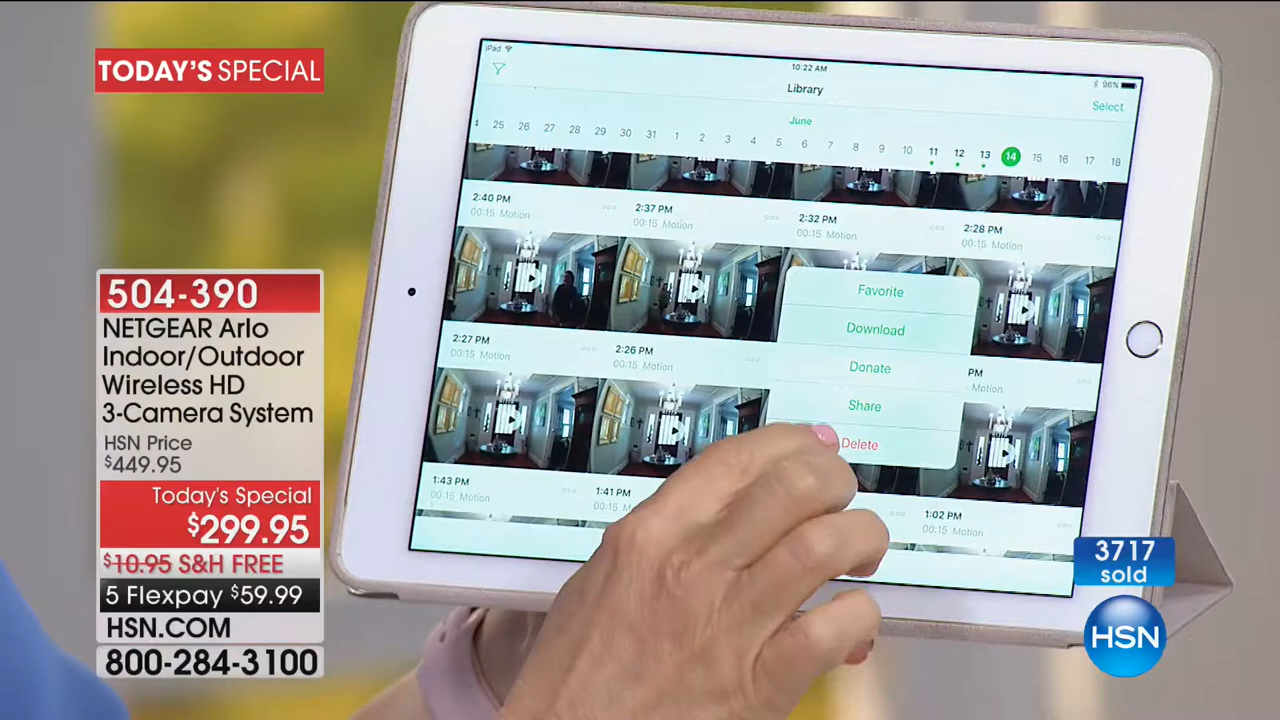 TODAY'S SPECIAL
504-390
NETGEAR Arlo
Indoor/Outdoor
Wireless HD
3-Camera System
HSN Price
$449.95
Today's Special
$299.95
$10.95 S&H FREE
5 Flexpay $59.99
HSN.COM
800-284-3100
iPad
10:22 AM
96%
Library
Select
June
25 26 27 28 29 30 31 1 2 3 4 5 6 7 8 9 10 11 12 13 14 15 16 17 18
2:40 PM 2:37 PM 2:32 PM 2:28 PM
00:15 Motion 00:15 Motion 00:15 Motion 00:15 Motion
Favorite
Download
Donate
Share
Delete
2:27 PM 2:26 PM PM
00:15 Motion 00:15 Motion Motion
1:43 PM 1:41 PM 1:02 PM
00:15 Motion 00:15 00:15 Motion
3717
sold
HSN